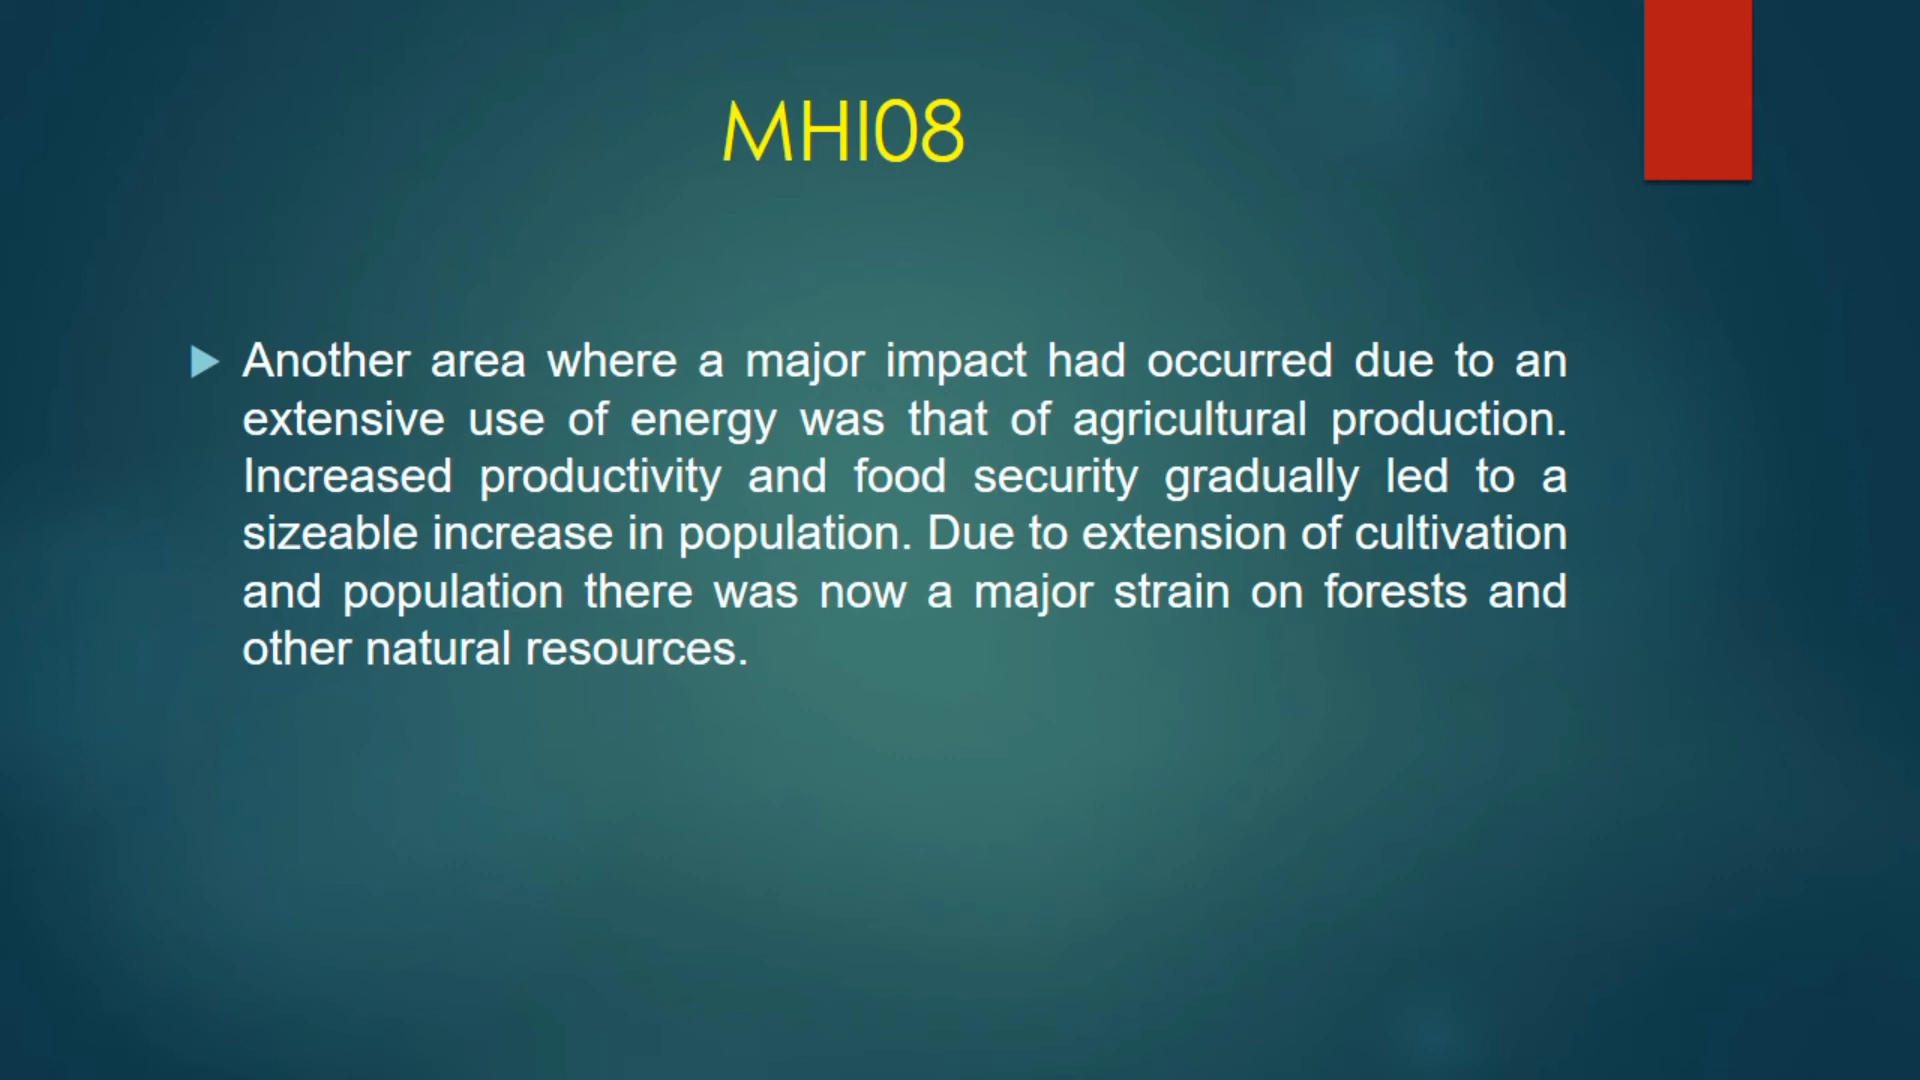 MHI08
Another area where a major impact had occurred due to an
extensive use of energy was that of agricultural production.
Increased productivity and food security gradually led to a
sizeable increase in population. Due to extension of cultivation
and population there was now a major strain on forests and
other natural resources.